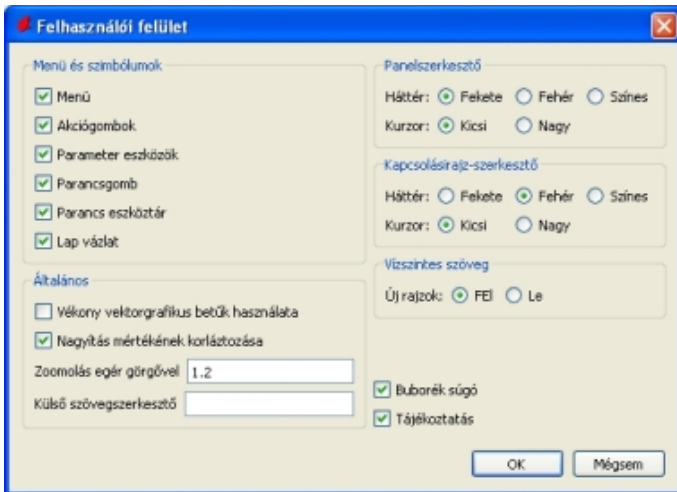 Felhasználói felület
Menü és szimbólumok
Menü
Akciógombok
Parameter eszközök
Parancsgomb
Parancs eszköztár
Lap vázlat
Általános
Vékony vektorgrafikus betűk használata
Nagyítás mértékének korláztozása
Zoomolás egér görgővel 1.2
Külső szövegszerkesztő
Panelszerkesztő
Háttér: Fekete Fehér Színes
Kurzor: Kicsi Nagy
Kapcsolásirajz-szerkesztő
Háttér: Fekete Fehér Színes
Kurzor: Kicsi Nagy
Vízszintes szöveg
Új rajzok: FEl Le
Buborék súgó
Tájékoztatás
OK Mégsem